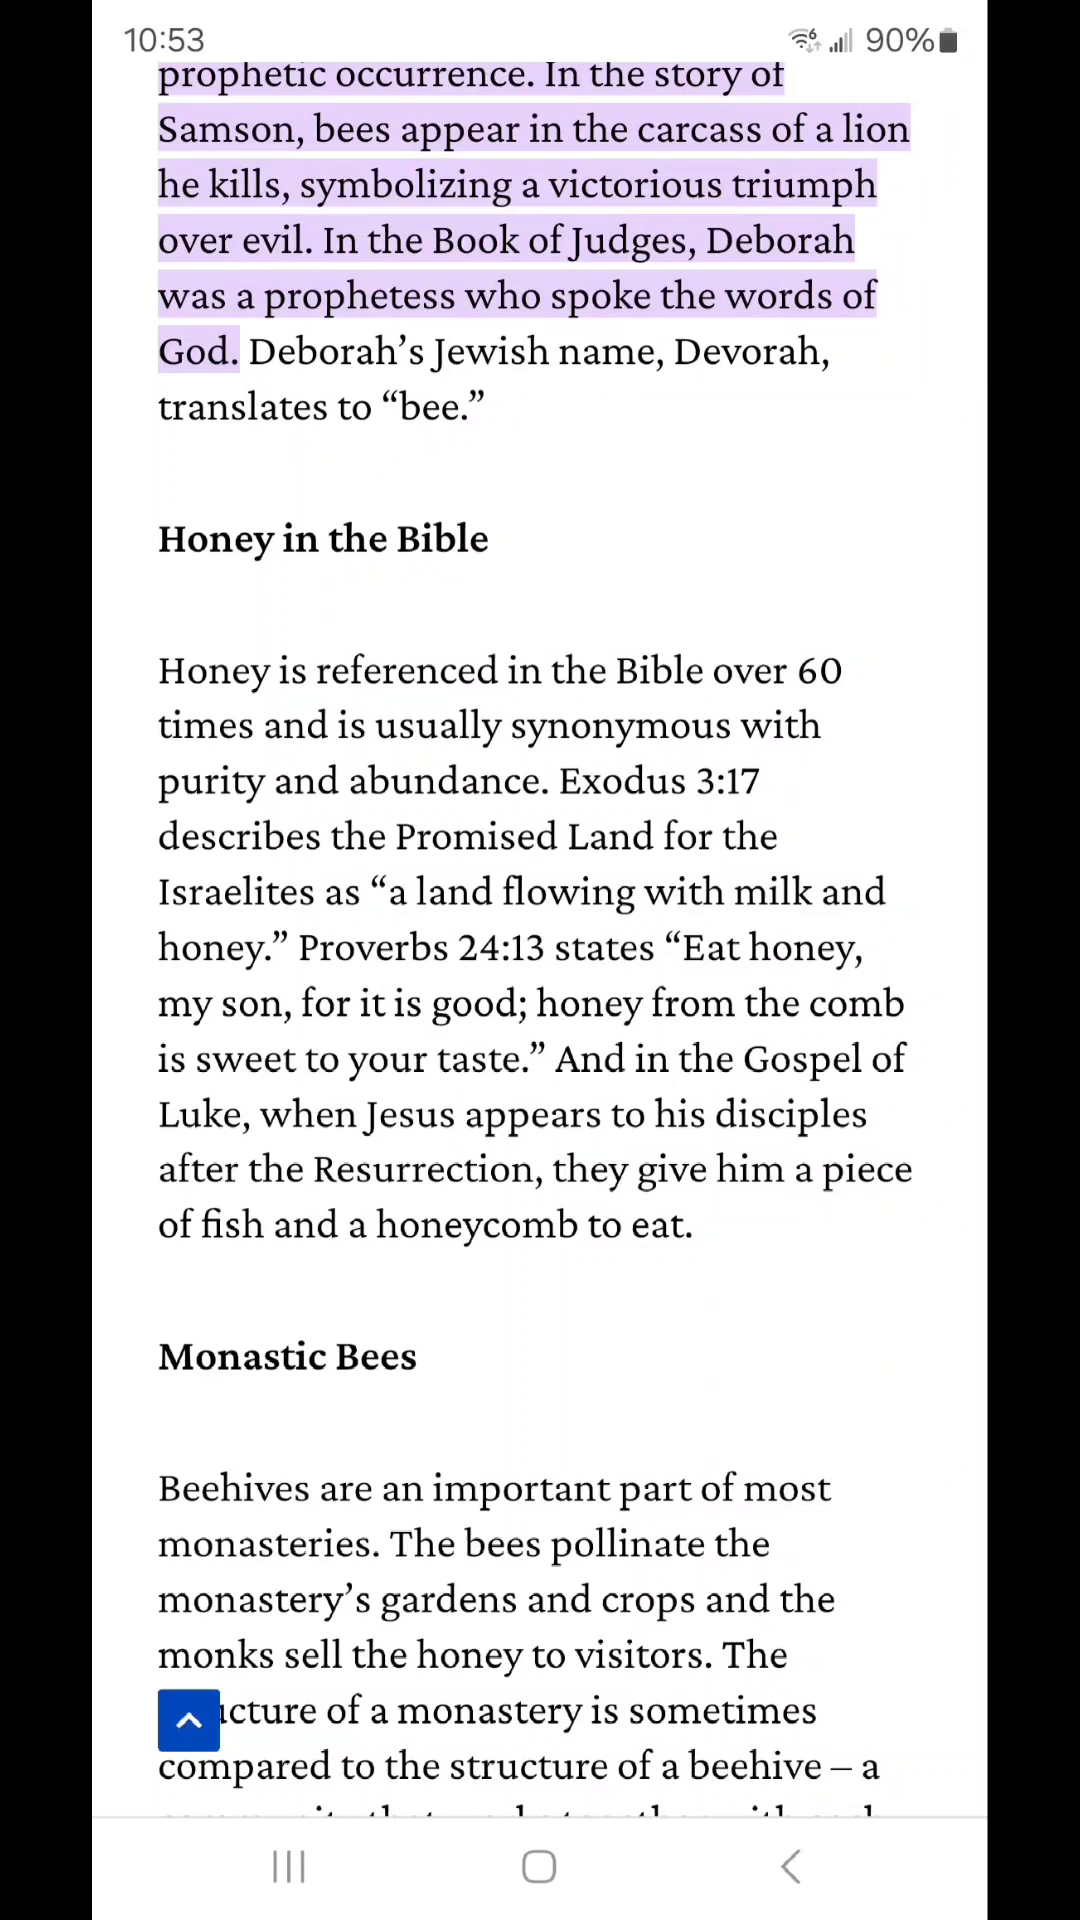 10:53
6
90%
prophetic occurrence. In the story of
Samson, bees appear in the carcass of a lion
he kills, symbolizing a victorious triumph
over evil. In the Book of Judges, Deborah
was a prophetess who spoke the words of
God. Deborah’s Jewish name, Devorah,
translates to “bee.”
Honey in the Bible
Honey is referenced in the Bible over 60
times and is usually synonymous with
purity and abundance. Exodus 3:17
describes the Promised Land for the
Israelites as “a land flowing with milk and
honey.” Proverbs 24:13 states “Eat honey,
my son, for it is good; honey from the comb
is sweet to your taste.” And in the Gospel of
Luke, when Jesus appears to his disciples
after the Resurrection, they give him a piece
of fish and a honeycomb to eat.
Monastic Bees
Beehives are an important part of most
monasteries. The bees pollinate the
monastery’s gardens and crops and the
monks sell the honey to visitors. The
ucture of a monastery is sometimes
compared to the structure of a beehive – a